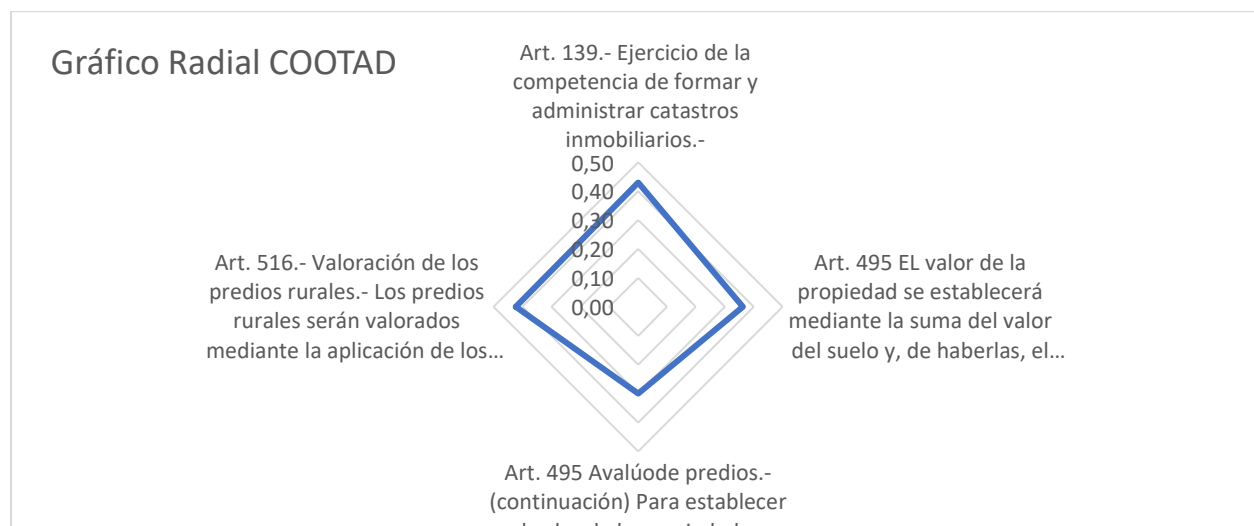 Gráfico Radial COOTAD
Art. 139.- Ejercicio de la
competencia de formar y
administrar catastros
inmobiliarios.-
0,50
0,40
0,30
0,20
0,10
0,00
Art. 516.- Valoración de los
predios rurales.- Los predios
rurales serán valorados
mediante la aplicación de los...
Art. 495 EL valor de la
propiedad se establecerá
mediante la suma del valor
del suelo y, de haberlas, el...
Art. 495 Avalúode predios.-
(continuación) Para establecer